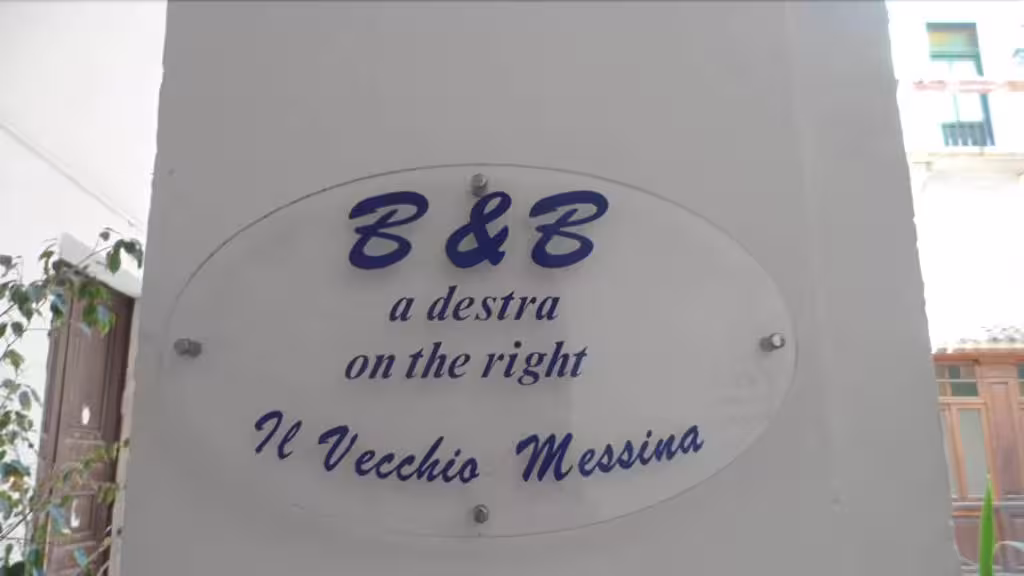 B & B
a destra
on the right
Il Vecchio Messina